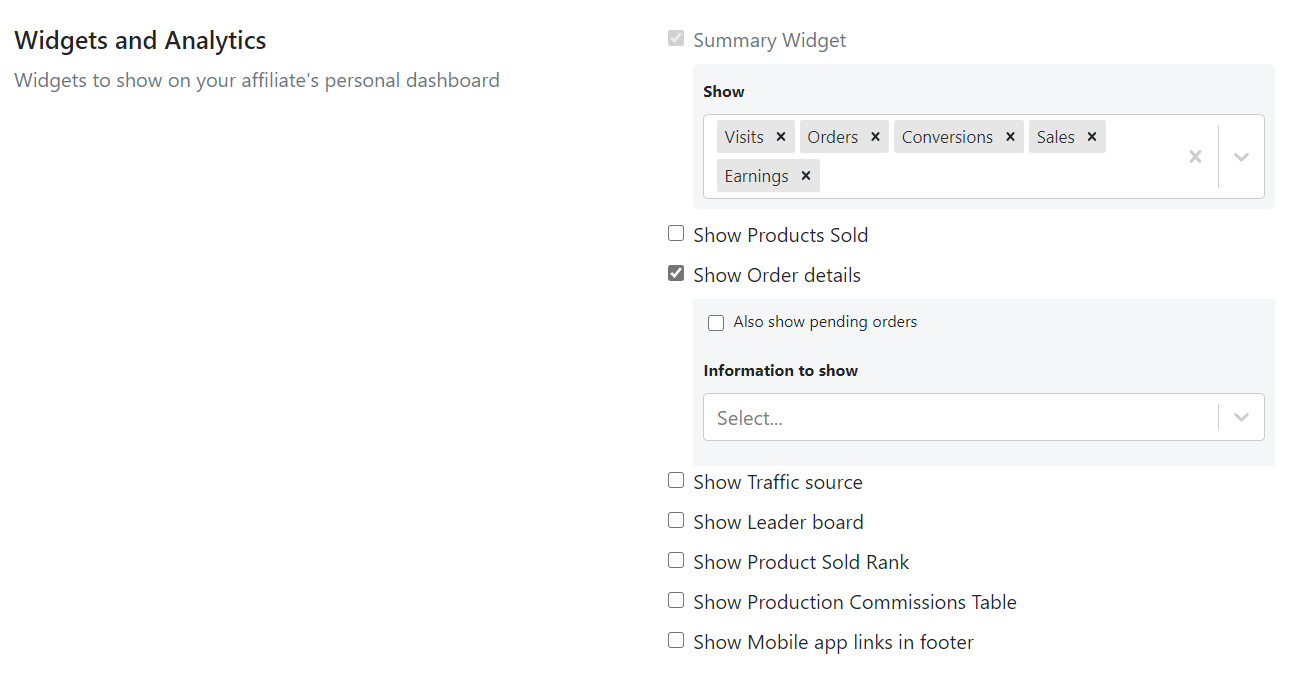 Widgets and Analytics
Widgets to show on your affiliate's personal dashboard
Summary Widget
Show
Visits Orders Conversions Sales
Earnings
Show Products Sold
Show Order details
Also show pending orders
Information to show
Select...
Show Traffic source
Show Leader board
Show Product Sold Rank
Show Production Commissions Table
Show Mobile app links in footer